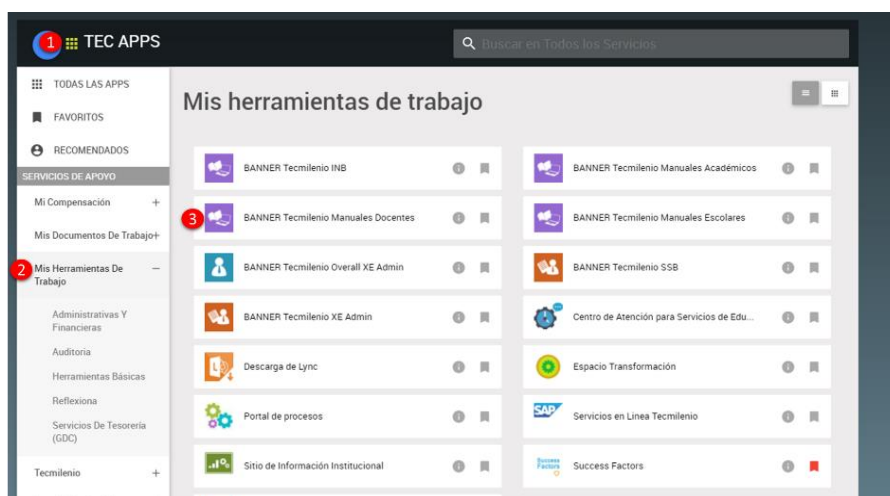 1
TEC APPS
Buscar en Todos los Servicios
TODAS LAS APPS
FAVORITOS
RECOMENDADOS
SERVICIOS DE APOYO
Mi Compensación +
Mis Documentos De Trabajo+
2
Mis Herramientas De
Trabajo
Administrativas Y
Financieras
Auditoria
Herramientas Básicas
Reflexiona
Servicios De Tesorería
(GDC)
Tecmilenio +
Mis herramientas de trabajo
BANNER Tecmilenio INB
BANNER Tecmilenio Manuales Académicos
3
BANNER Tecmilenio Manuales Docentes
BANNER Tecmilenio Manuales Escolares
BANNER Tecmilenio Overall XE Admin
BANNER Tecmilenio SSB
BANNER Tecmilenio XE Admin
Centro de Atención para Servicios de Edu...
Descarga de Lync
Espacio Transformación
Portal de procesos
SAP
Servicios en Linea Tecmilenio
Sitio de Información Institucional
Success
Factors
Success Factors